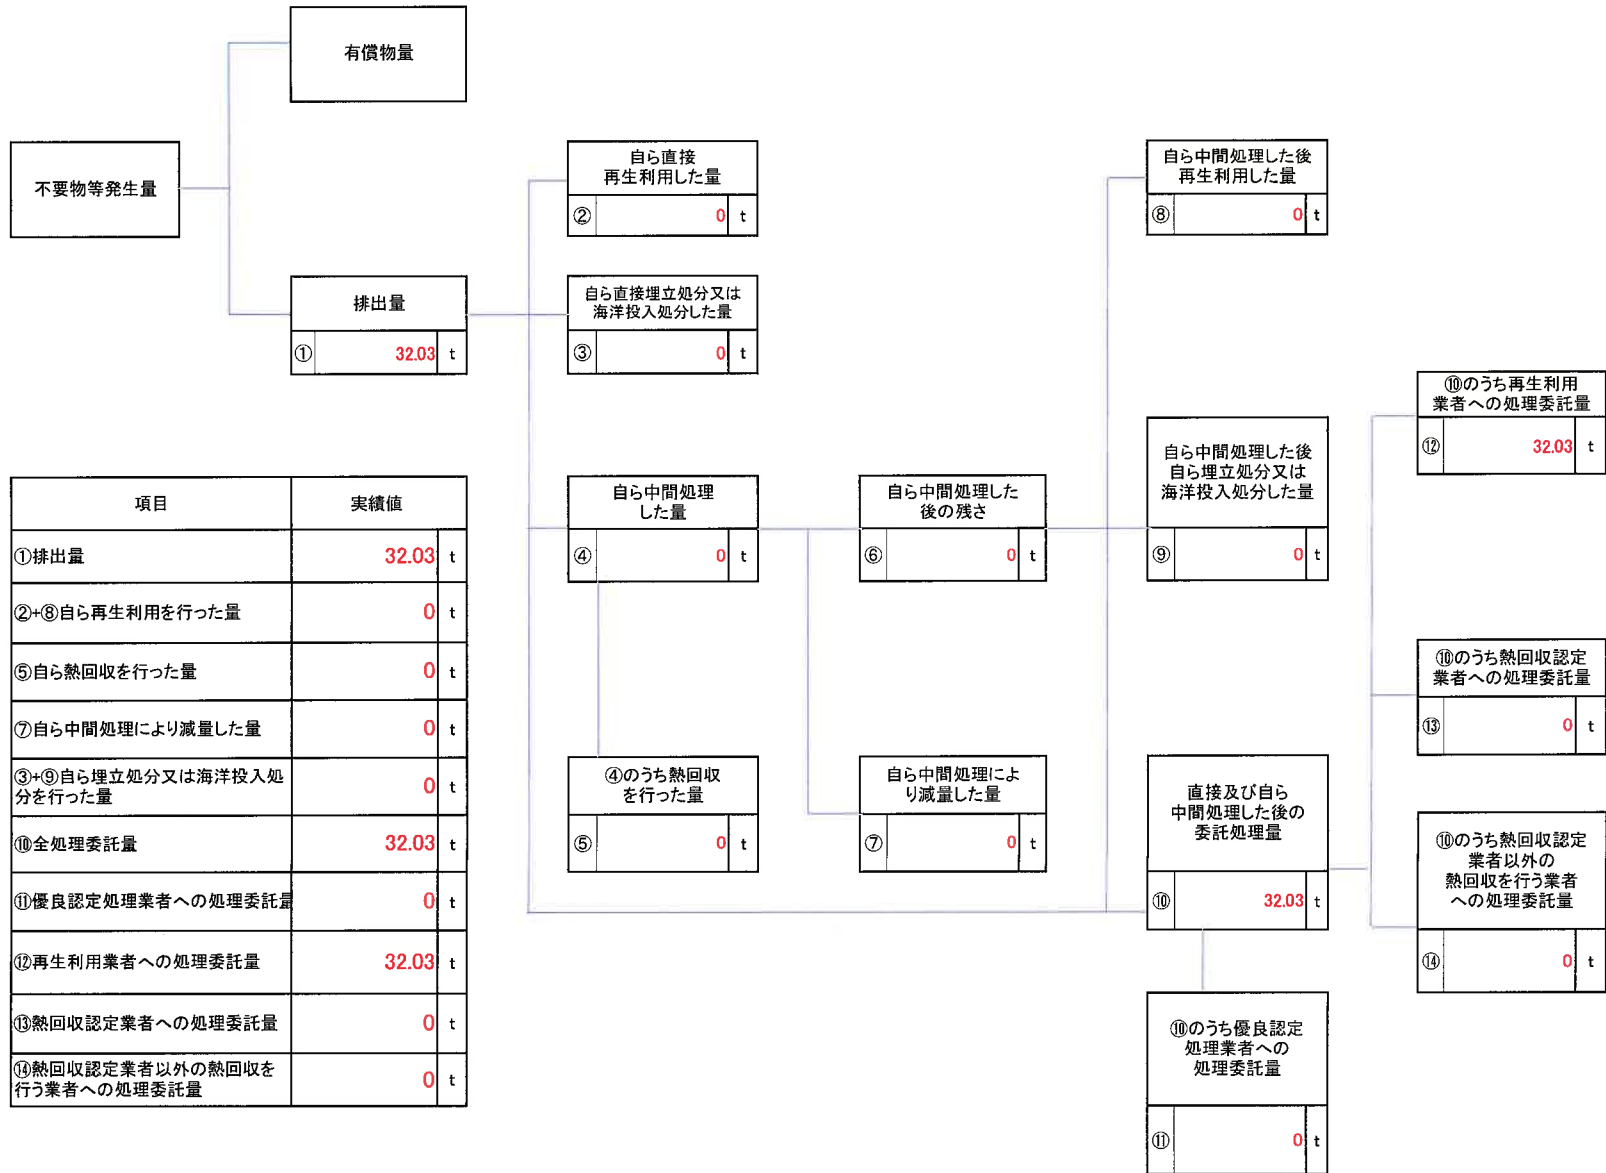 有償物量
不要物等発生量
排出量
① 32.03 t
自ら直接
再生利用した量
② 0 t
自ら直接埋立処分又は
海洋投入処分した量
③ 0 t
自ら中間処理
した量
④ 0 t
④のうち熱回収
を行った量
⑤ 0 t
自ら中間処理した
後の残さ
⑥ 0 t
自ら中間処理によ
り減量した量
⑦ 0 t
自ら中間処理した後
再生利用した量
⑧ 0 t
自ら中間処理した後
自ら埋立処分又は
海洋投入処分した量
⑨ 0 t
直接及び自ら
中間処理した後の
委託処理量
⑩ 32.03 t
⑩のうち優良認定
処理業者への
処理委託量
⑪ 0 t
⑩のうち再生利用
業者への処理委託量
⑫ 32.03 t
⑩のうち熱回収認定
業者への処理委託量
⑬ 0 t
⑩のうち熱回収認定
業者以外の
熱回収を行う業者
への処理委託量
⑭ 0 t
項目 実績値
①排出量 32.03 t
②+⑧自ら再生利用を行った量 0 t
⑤自ら熱回収を行った量 0 t
⑦自ら中間処理により減量した量 0 t
③+⑨自ら埋立処分又は海洋投入処
分を行った量 0 t
⑩全処理委託量 32.03 t
⑪優良認定処理業者への処理委託量 0 t
⑫再生利用業者への処理委託量 32.03 t
⑬熱回収認定業者への処理委託量 0 t
⑭熱回収認定業者以外の熱回収を
行う業者への処理委託量 0 t